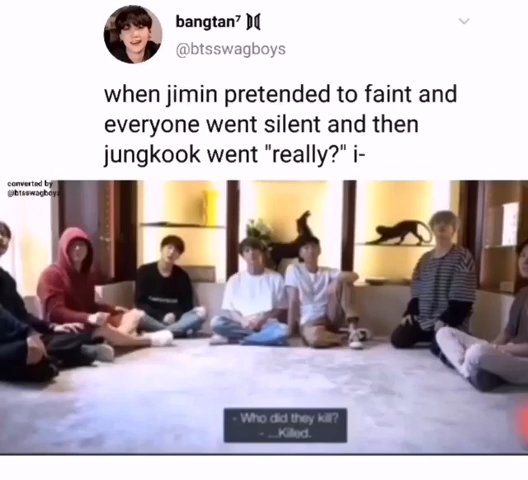 bangtan⁷
@btsswagboys
when jimin pretended to faint and
everyone went silent and then
jungkook went "really?" i-
converted by
@btsswagboys
- Who did they kill?
- ...Killed.